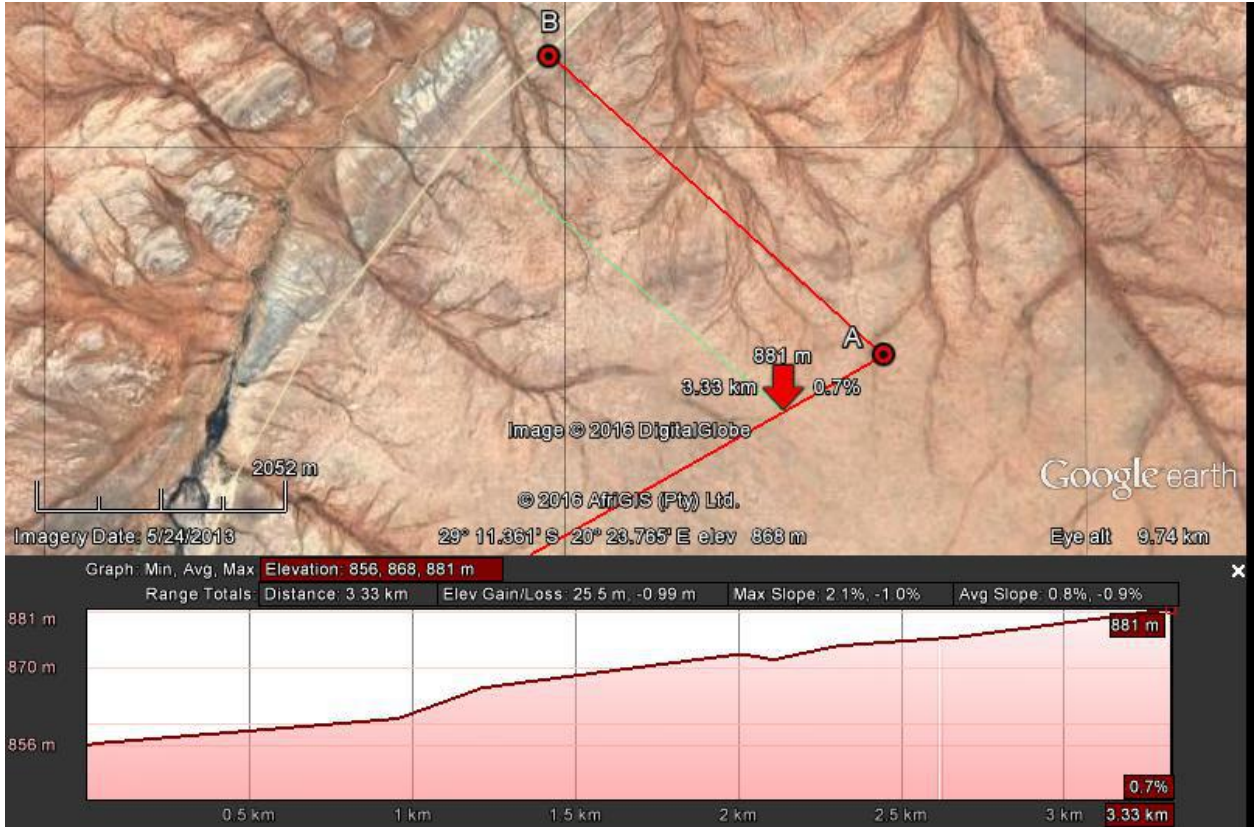 B
A
881 m
3.33 km 0.7%
Image © 2016 DigitalGlobe
Google earth
2052 m
© 2016 AfriGIS (Pty) Ltd.
Imagery Date: 5/24/2013 29° 11.361' S 20° 23.765' E elev 868 m Eye alt 9.74 km
Graph: Min, Avg, Max Elevation: 856, 868, 881 m
Range Totals: Distance: 3.33 km Elev Gain/Loss: 25.5 m, -0.99 m Max Slope: 2.1%, -1.0% Avg Slope: 0.8%, -0.9%
881 m
881 m
870 m
856 m
0.7%
0.5 km 1 km 1.5 km 2 km 2.5 km 3 km 3.33 km